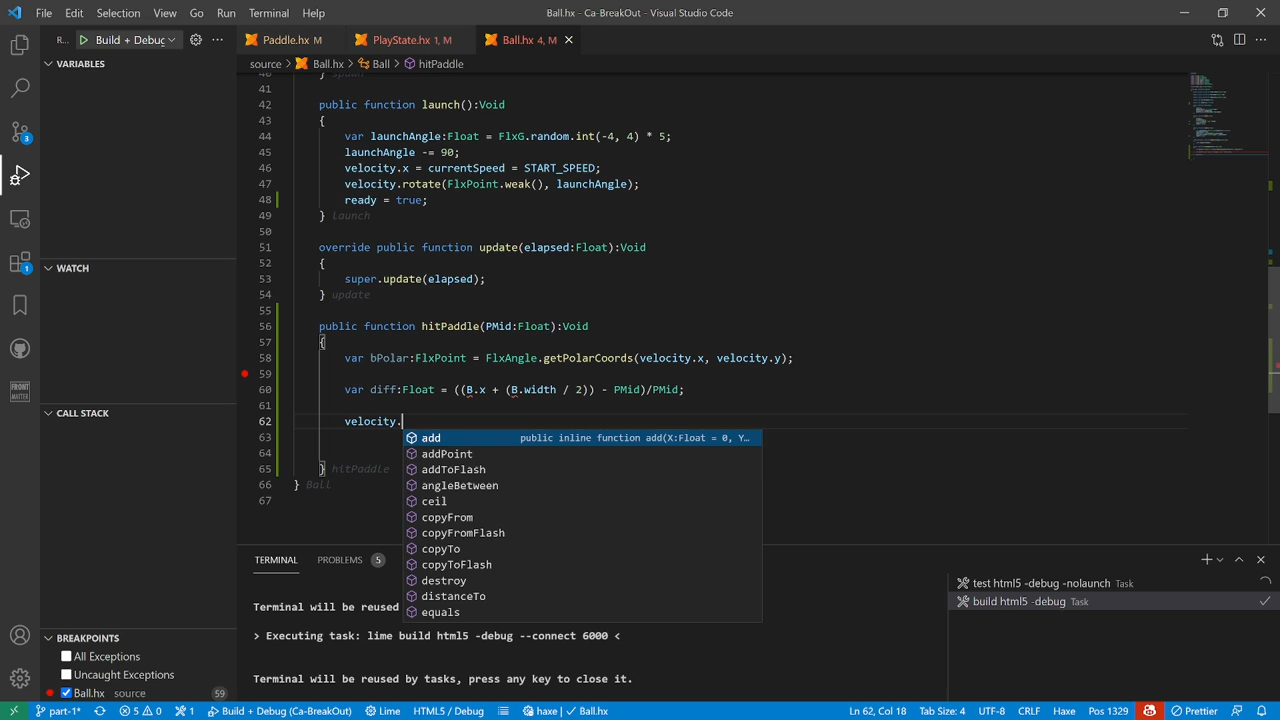 File Edit Selection View Go Run Terminal Help
Ball.hx - Ca-BreakOut - Visual Studio Code
R... Build + Debug
Paddle.hx M PlayState.hx 1, M Ball.hx 4, M
VARIABLES
source > Ball.hx > Ball > hitPaddle
40 } spawn
41
42 public function launch():Void
43 {
44 var launchAngle:Float = FlxG.random.int(-4, 4) * 5;
45 launchAngle -= 90;
46 velocity.x = currentSpeed = START_SPEED;
47 velocity.rotate(FlxPoint.weak(), launchAngle);
48 ready = true;
49 } launch
50
51 override public function update(elapsed:Float):Void
52 {
53 super.update(elapsed);
54 } update
55
56 public function hitPaddle(PMid:Float):Void
57 {
58 var bPolar:FlxPoint = FlxAngle.getPolarCoords(velocity.x, velocity.y);
59
60 var diff:Float = ((B.x + (B.width / 2)) - PMid)/PMid;
61
62 velocity.
63
64
65 } hitPaddle
66 } Ball
67
add public inline function add(X:Float = 0, Y…
addPoint
addToFlash
angleBetween
ceil
copyFrom
copyFromFlash
copyTo
copyToFlash
destroy
distanceTo
equals
WATCH
CALL STACK
BREAKPOINTS
All Exceptions
Uncaught Exceptions
Ball.hx source 59
3
1
FRONT
MATTER
TERMINAL PROBLEMS 5
Terminal will be reused
> Executing task: lime build html5 -debug --connect 6000 <
Terminal will be reused by tasks, press any key to close it.
test html5 -debug -nolaunch Task
build html5 -debug Task
part-1* 5 0 1 Build + Debug (Ca-BreakOut) Lime HTML5 / Debug haxe | Ball.hx Ln 62, Col 18 Tab Size: 4 Pos 1329 UTF-8 CRLF Haxe Prettier